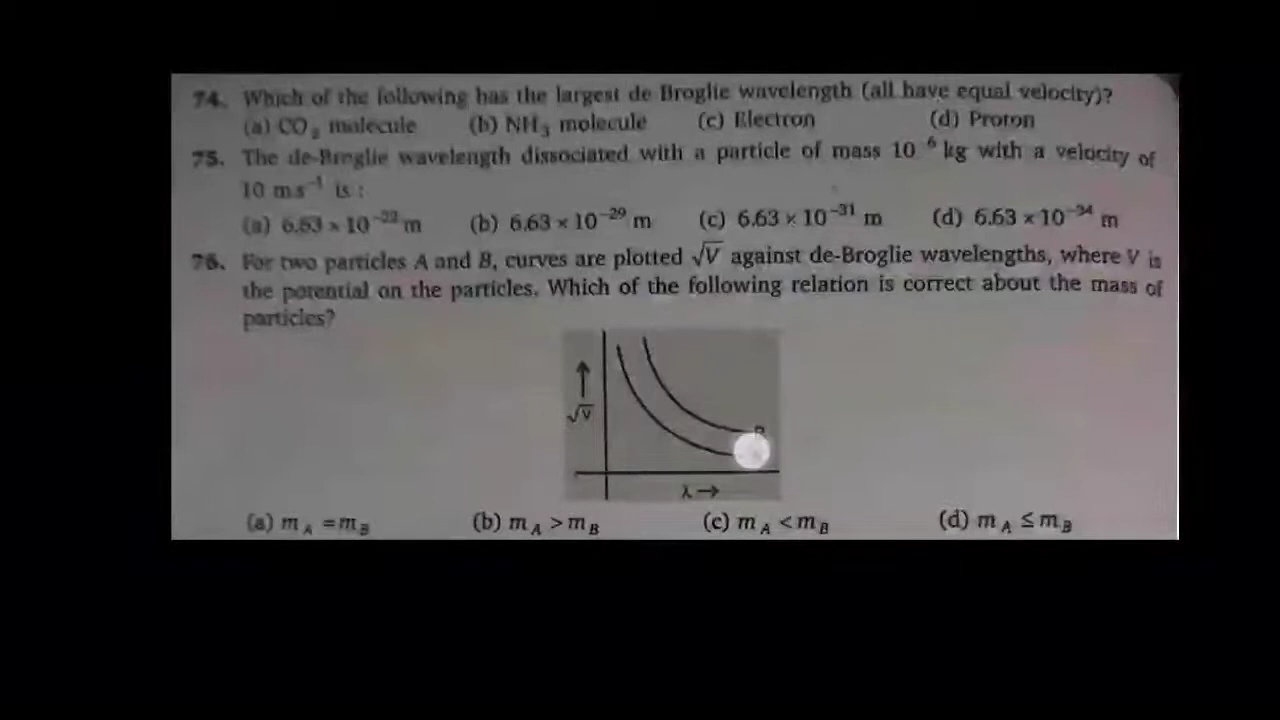 74. Which of the following has the largest de Broglie wavelength (all have equal velocity)?
(a) CO₂ molecule (b) NH₃ molecule (c) Electron (d) Proton
75. The de-Broglie wavelength dissociated with a particle of mass 10⁻⁶ kg with a velocity of
10 ms⁻¹ is :
(a) 6.63 × 10⁻²² m (b) 6.63 × 10⁻²⁹ m (c) 6.63 × 10⁻³¹ m (d) 6.63 × 10⁻³⁴ m
76. For two particles A and B, curves are plotted √V against de-Broglie wavelengths, where V is
the potential on the particles. Which of the following relation is correct about the mass of
particles?
√V
B
λ→
(a) m_A = m_B (b) m_A > m_B (c) m_A < m_B (d) m_A ≤ m_B